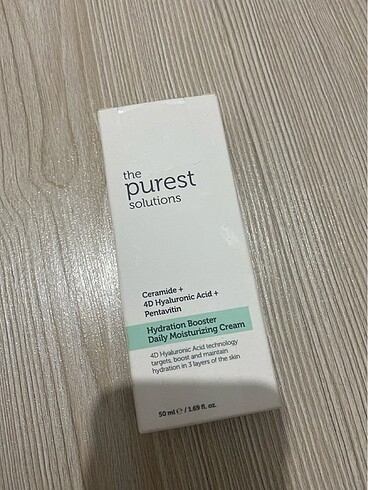 the
purest
solutions
Ceramide +
4D Hyaluronic Acid +
Pentavitin
Hydration Booster
Daily Moisturizing Cream
4D Hyaluronic Acid technology
targets, boost and maintain
hydration in 3 layers of the skin
50 ml ℮ / 1.69 fl. oz.